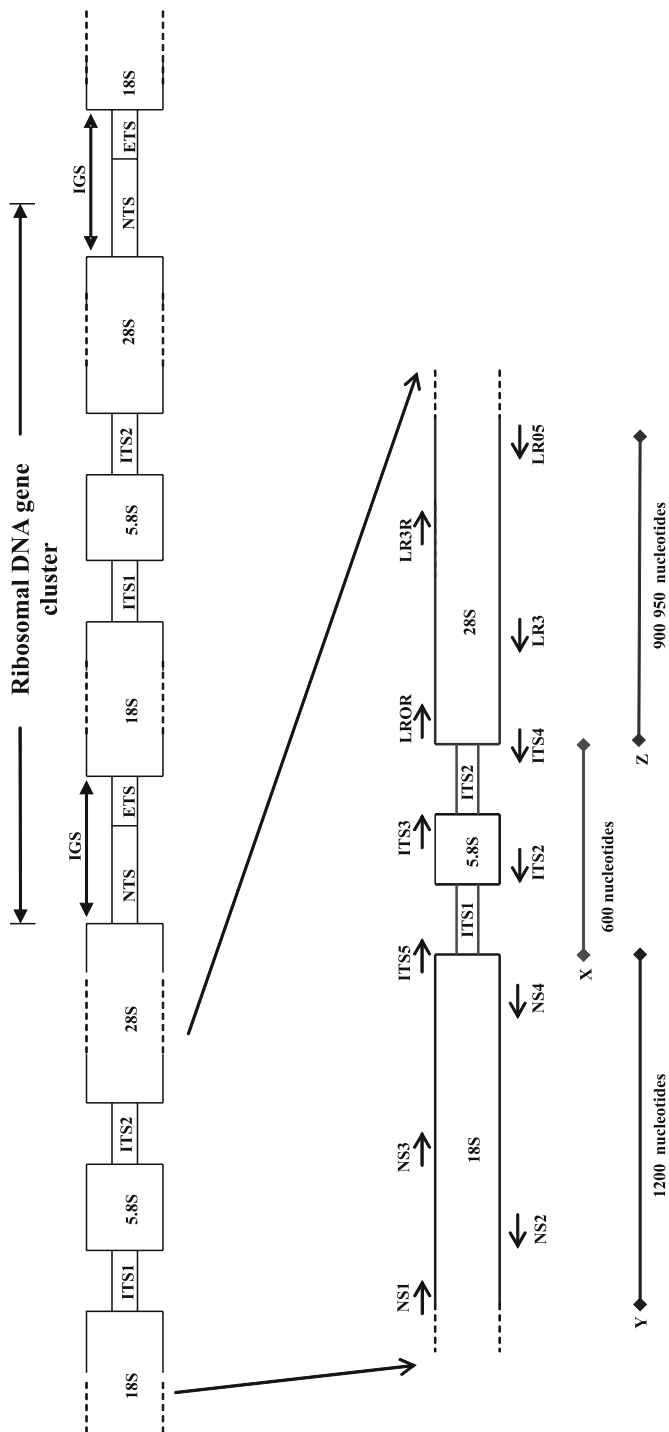 Ribosomal DNA gene
cluster
IGS
IGS
18S
ITS1
5.8S
ITS2
28S
NTS
ETS
18S
ITS1
5.8S
ITS2
28S
NTS
ETS
18S
NS1
NS3
ITS5
ITS3
LROR
LR3R
18S
ITS1
5.8S
ITS2
28S
NS2
NS4
ITS2
ITS4
LR3
LR05
X
600 nucleotides
Y
Z
1200 nucleotides
900 950 nucleotides